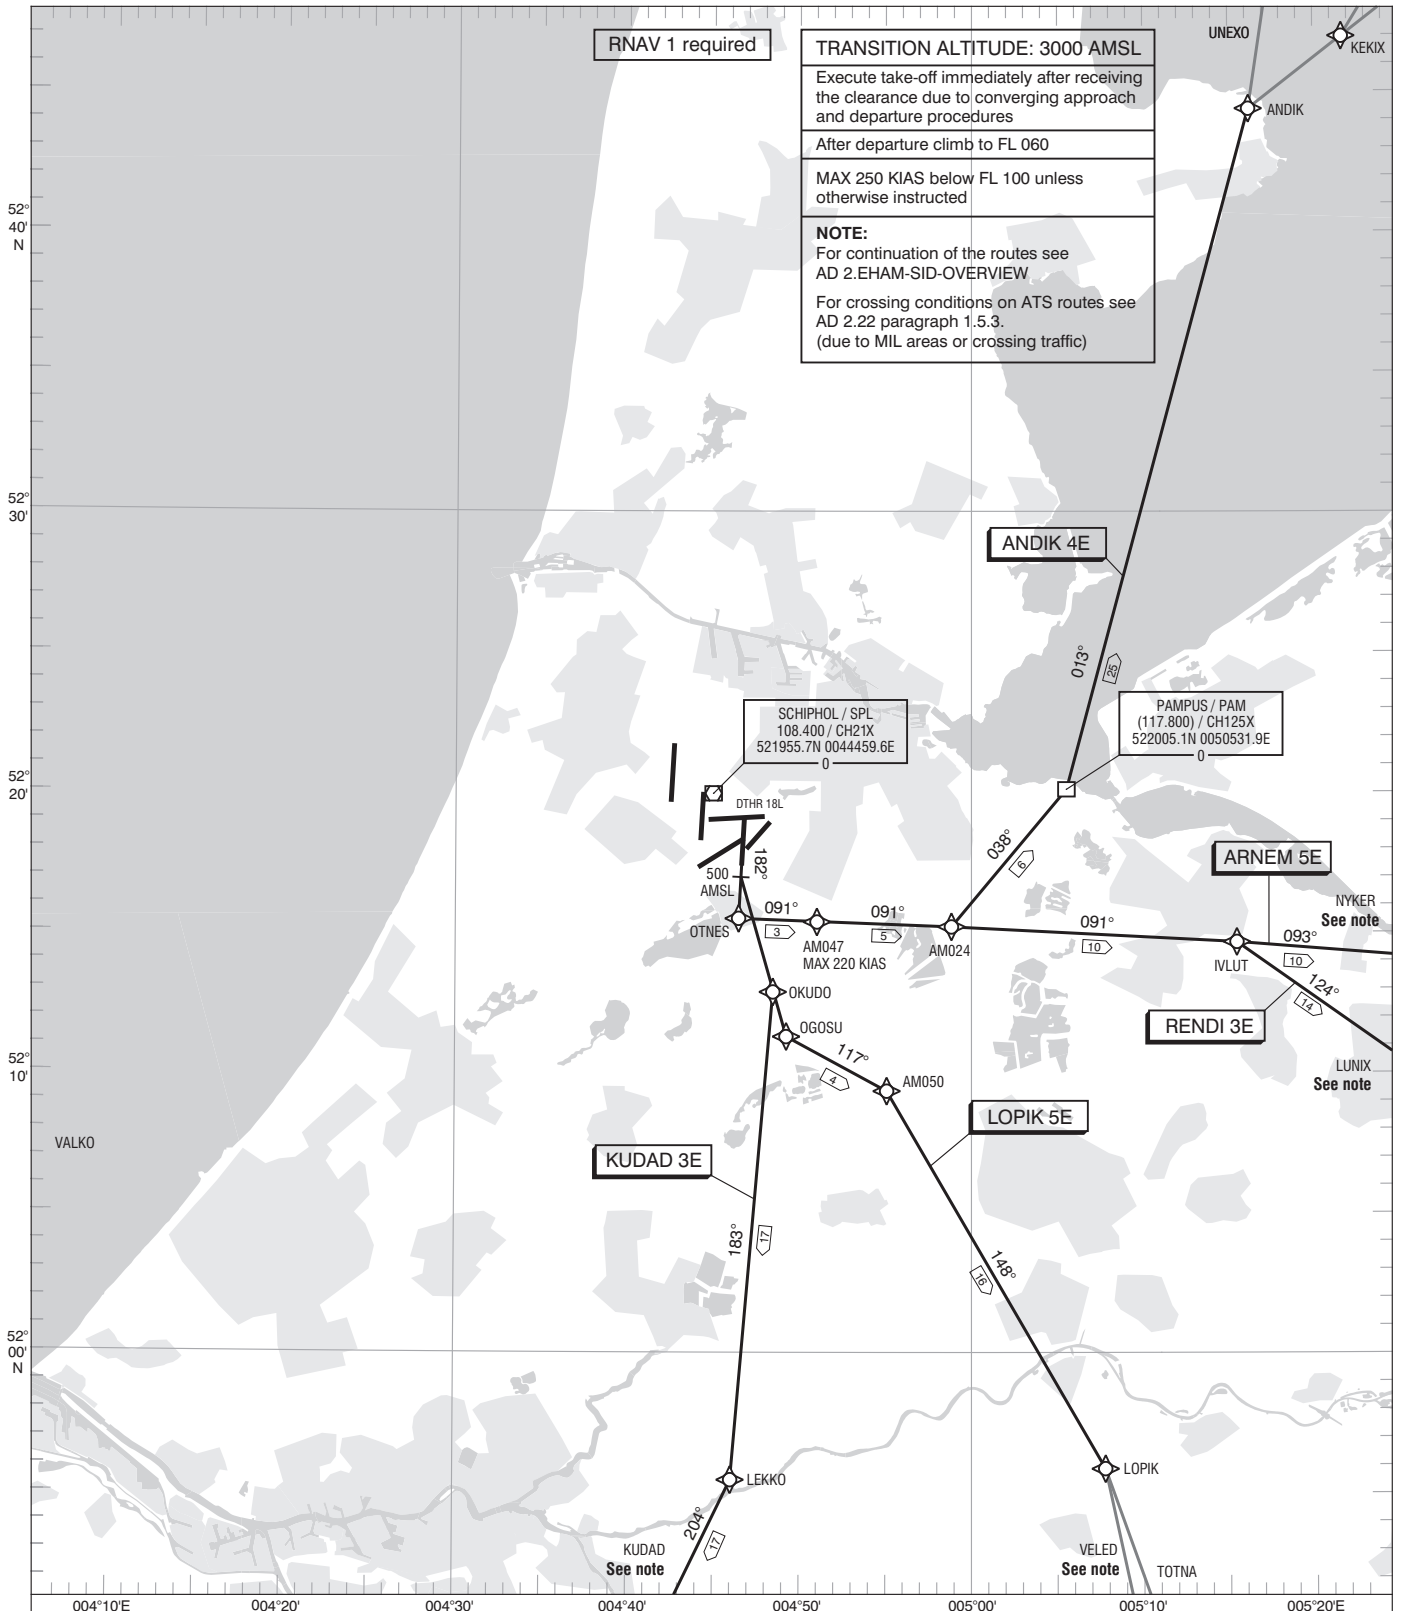 RNAV 1 required
TRANSITION ALTITUDE: 3000 AMSL
Execute take-off immediately after receiving
the clearance due to converging approach
and departure procedures
After departure climb to FL 060
MAX 250 KIAS below FL 100 unless
otherwise instructed
NOTE:
For continuation of the routes see
AD 2.EHAM-SID-OVERVIEW
For crossing conditions on ATS routes see
AD 2.22 paragraph 1.5.3.
(due to MIL areas or crossing traffic)
UNEXO
KEKIX
ANDIK
52°
40'
N
52°
30'
ANDIK 4E
013°
25
SCHIPHOL / SPL
108.400 / CH21X
521955.7N 0044459.6E
0
PAMPUS / PAM
(117.800) / CH125X
522005.1N 0050531.9E
0
52°
20'
DTHR 18L
182°
500
AMSL
038°
6
ARNEM 5E
NYKER
See note
OTNES
091°
3
AM047
MAX 220 KIAS
091°
5
AM024
091°
10
IVLUT
093°
10
124°
14
RENDI 3E
LUNIX
See note
OKUDO
OGOSU
117°
4
AM050
52°
10'
LOPIK 5E
VALKO
KUDAD 3E
183°
17
148°
16
52°
00'
N
LEKKO
LOPIK
204°
17
KUDAD
See note
VELED
See note
TOTNA
004°10'E
004°20'
004°30'
004°40'
004°50'
005°00'
005°10'
005°20'E